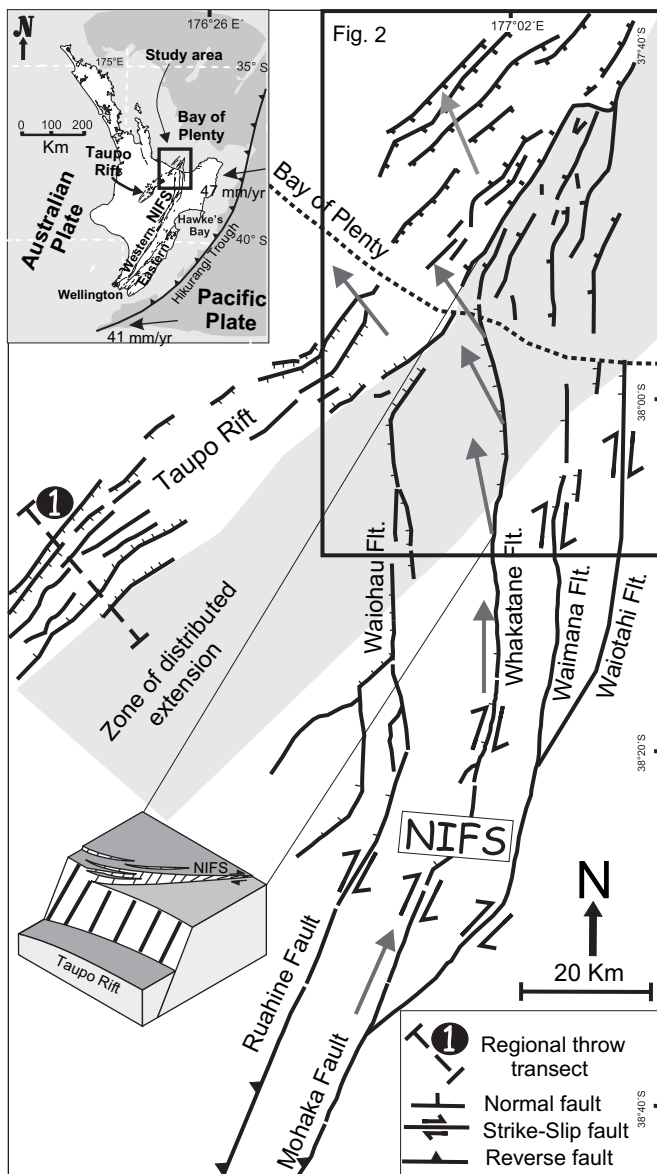 176°26 E´
N
175°E
Study area
35° S
0 100 200
Km
Bay of
Plenty
Taupo
Rift
47 mm/yr
Australian
Plate
Western
NIFS
Eastern
Hawke's
Bay
40° S
Hikurangi Trough
Wellington
Pacific
Plate
41 mm/yr
Fig. 2
177°02´E
37°40´S
Bay of Plenty
38°00´S
Taupo Rift
1
Zone of distributed
extension
Waiohau Flt.
Whakatane Flt.
Waimana Flt.
Waiotahi Flt.
38°20´S
NIFS
NIFS
Taupo Rift
N
20 Km
Ruahine Fault
Mohaka Fault
38°40´S
1 Regional throw
transect
Normal fault
Strike-Slip fault
Reverse fault